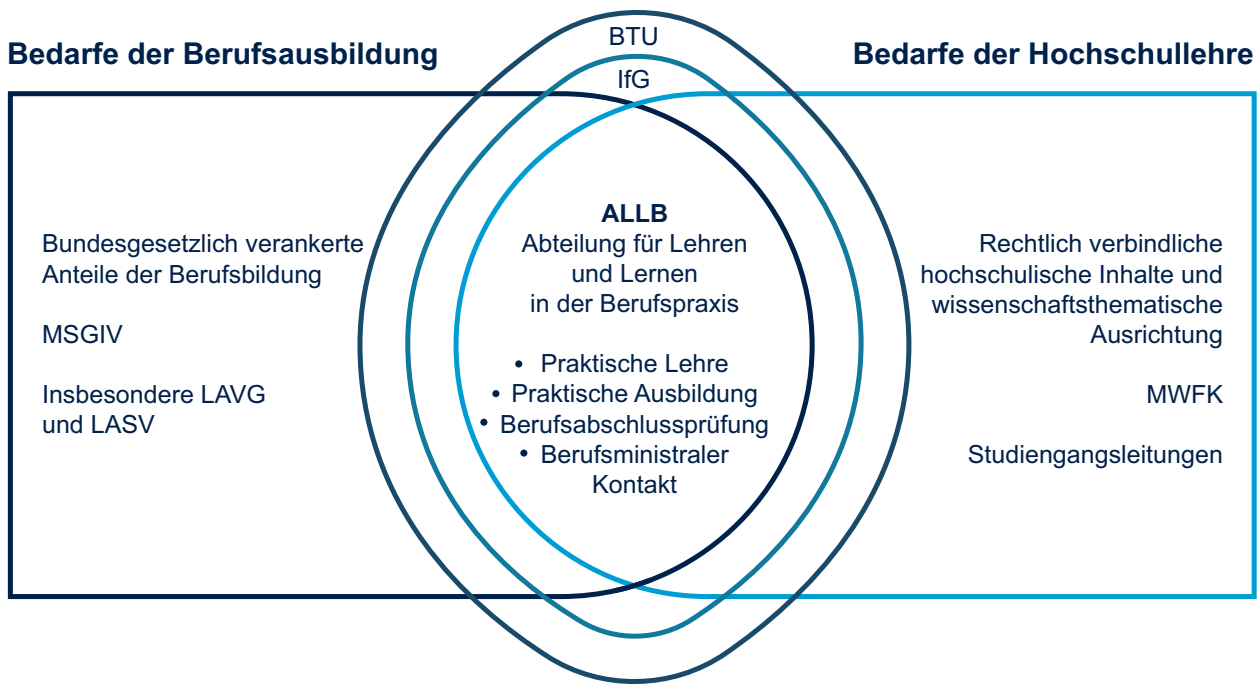 BTU
IfG
Bedarfe der Berufsausbildung
Bedarfe der Hochschullehre
Bundesgesetzlich verankerte
Anteile der Berufsbildung
MSGIV
Insbesondere LAVG
und LASV
ALLB
Abteilung für Lehren
und Lernen
in der Berufspraxis
• Praktische Lehre
• Praktische Ausbildung
• Berufsabschlussprüfung
• Berufsministraler
Kontakt
Rechtlich verbindliche
hochschulische Inhalte und
wissenschaftsthematische
Ausrichtung
MWFK
Studiengangsleitungen